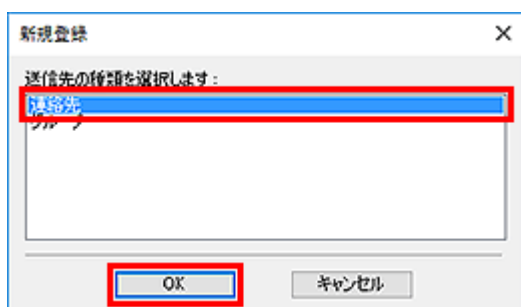 新規登録
送信先の種類を選択します:
連絡先
グループ
OK
キャンセル